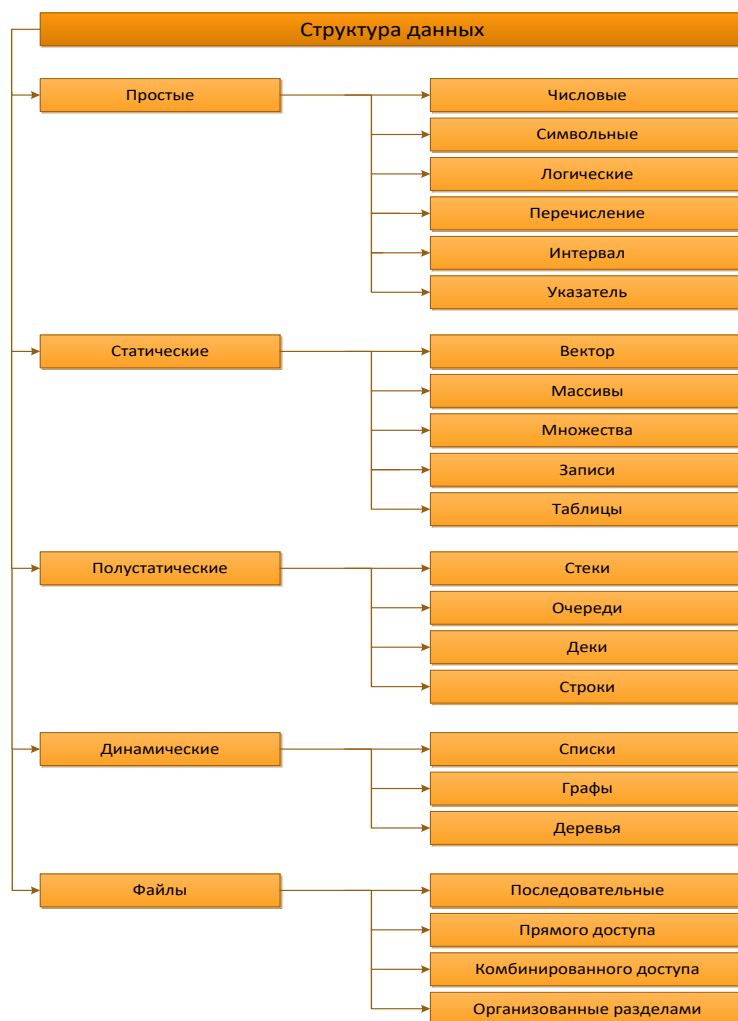 Структура данных
Простые
Числовые
Символьные
Логические
Перечисление
Интервал
Указатель
Статические
Вектор
Массивы
Множества
Записи
Таблицы
Полустатические
Стеки
Очереди
Деки
Строки
Динамические
Списки
Графы
Деревья
Файлы
Последовательные
Прямого доступа
Комбинированного доступа
Организованные разделами